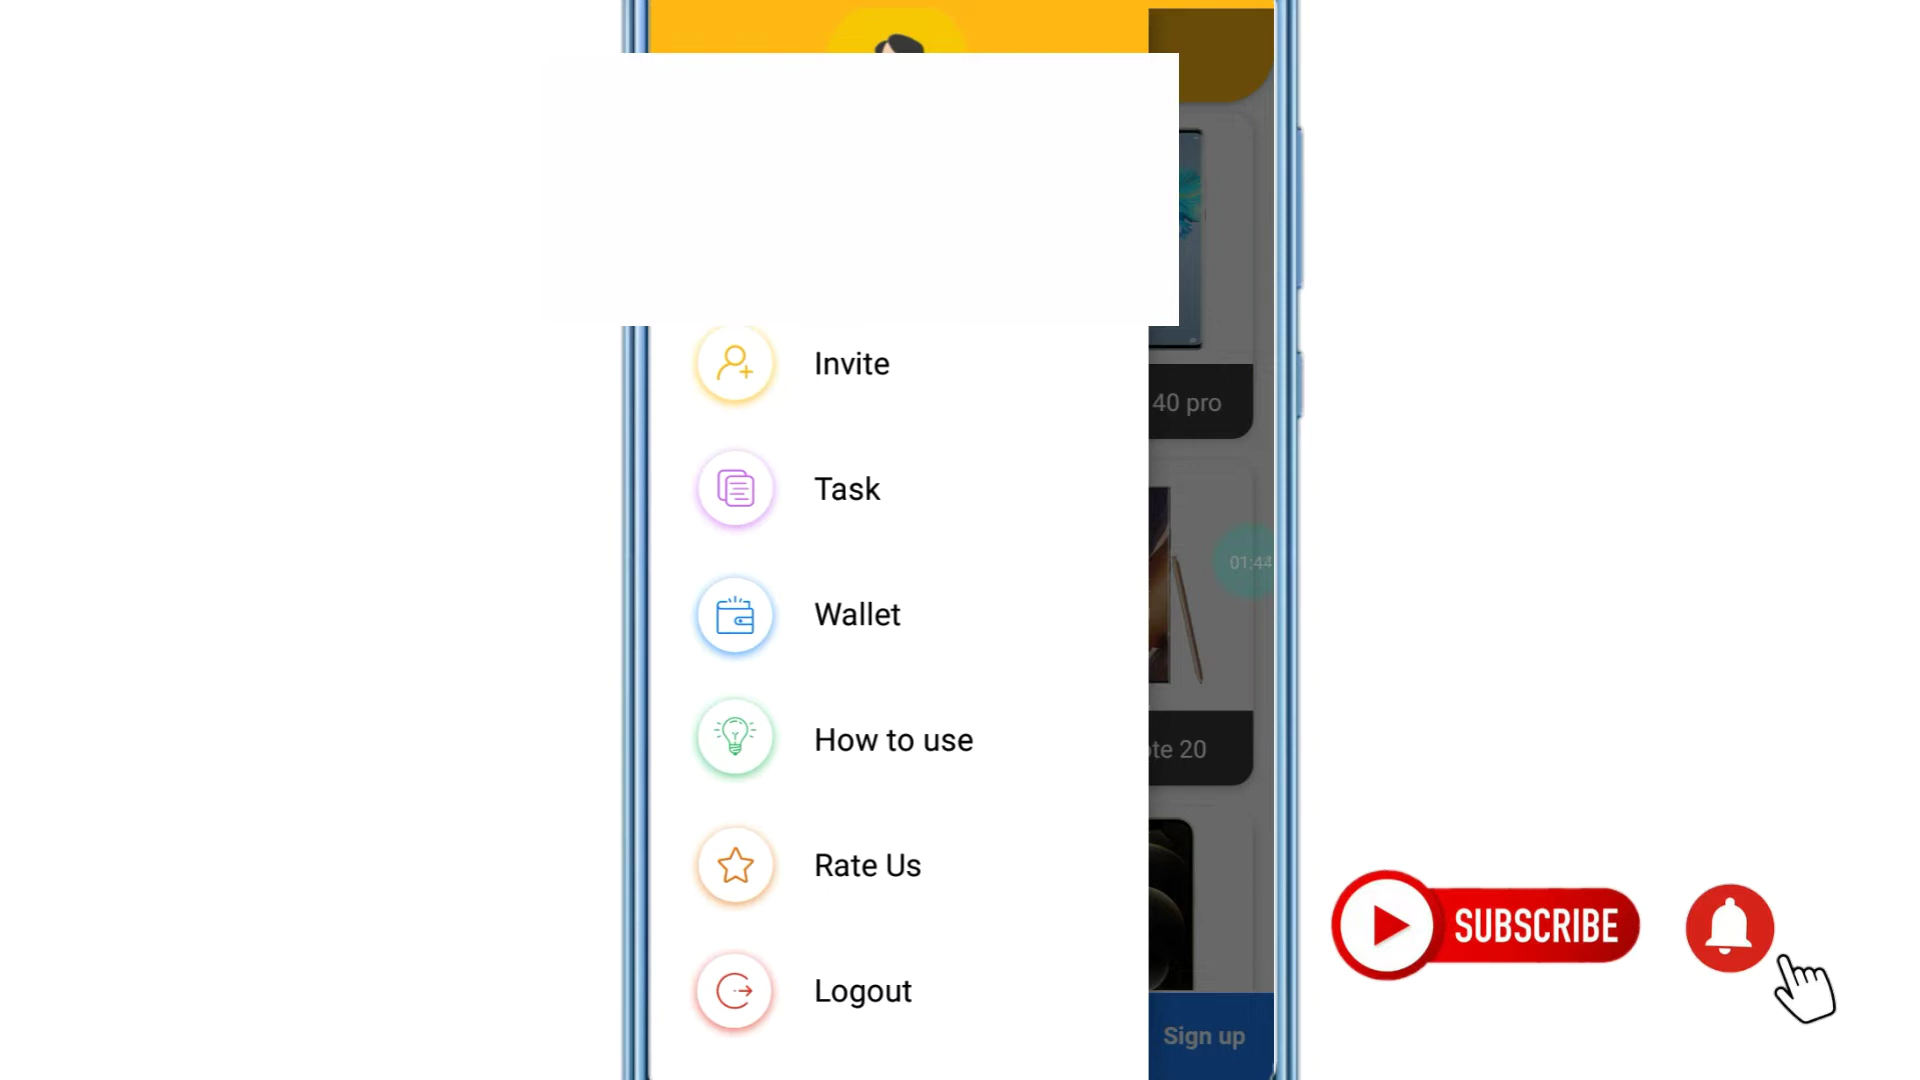 Invite
40 pro
Task
01:44
Wallet
How to use
te 20
Rate Us
SUBSCRIBE
Logout
Sign up